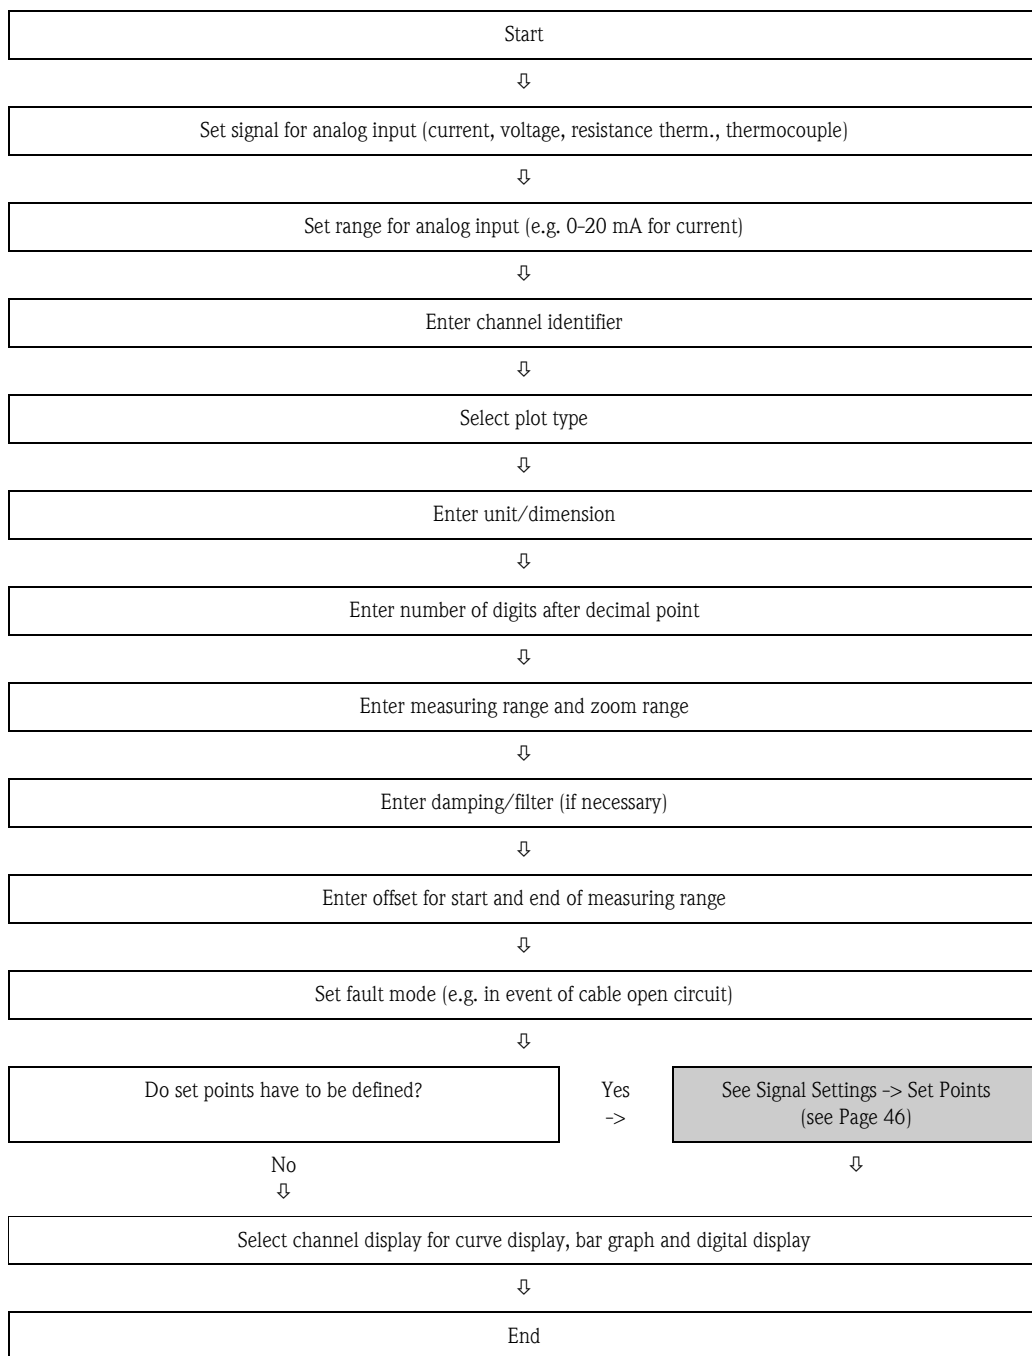 Start
⇩
Set signal for analog input (current, voltage, resistance therm., thermocouple)
⇩
Set range for analog input (e.g. 0-20 mA for current)
⇩
Enter channel identifier
⇩
Select plot type
⇩
Enter unit/dimension
⇩
Enter number of digits after decimal point
⇩
Enter measuring range and zoom range
⇩
Enter damping/filter (if necessary)
⇩
Enter offset for start and end of measuring range
⇩
Set fault mode (e.g. in event of cable open circuit)
⇩
Do set points have to be defined?
Yes
->
See Signal Settings -> Set Points
(see Page 46)
No
⇩
⇩
Select channel display for curve display, bar graph and digital display
⇩
End